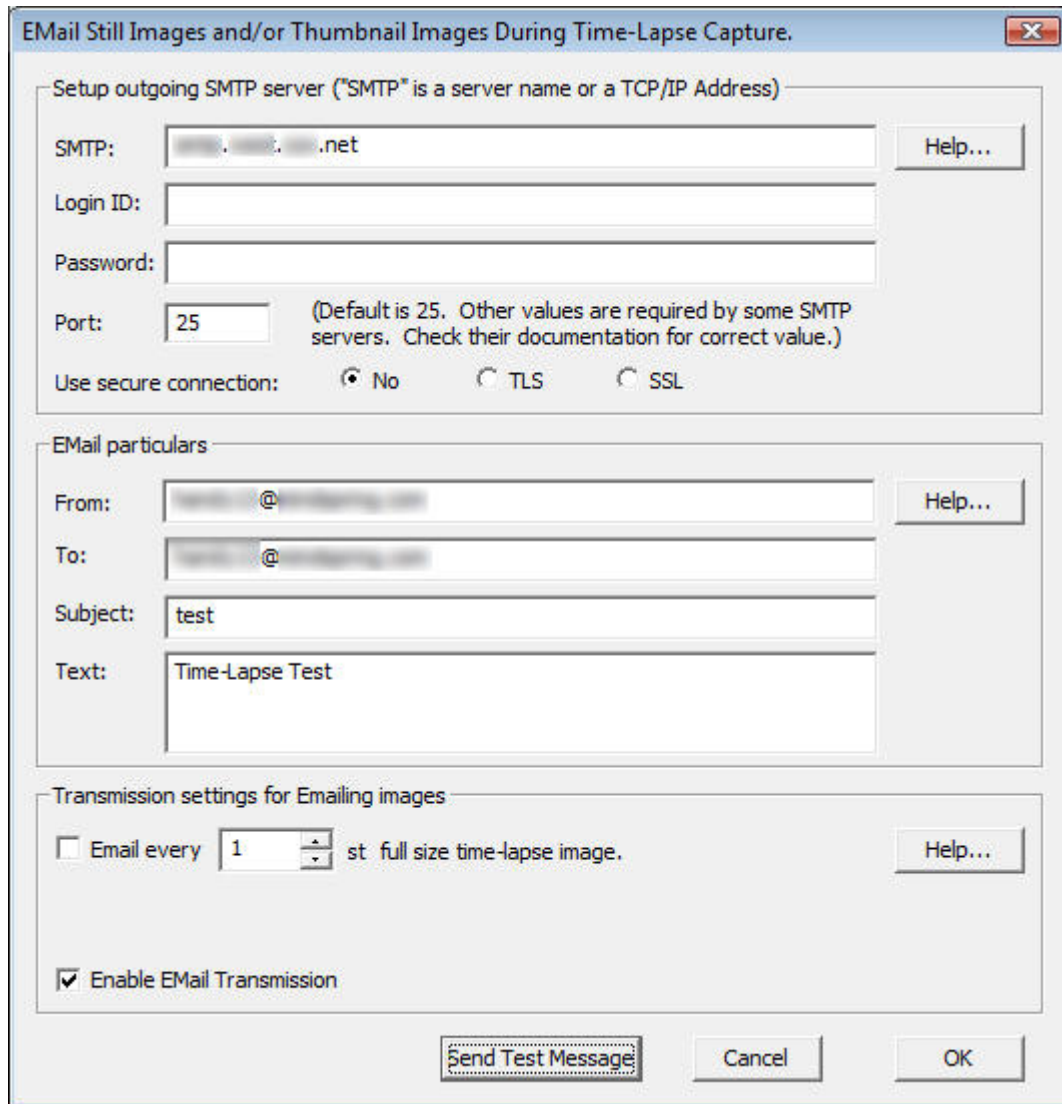 EMail Still Images and/or Thumbnail Images During Time-Lapse Capture.
Setup outgoing SMTP server ("SMTP" is a server name or a TCP/IP Address)
SMTP: . . .net Help...
Login ID:
Password:
Port: 25 (Default is 25. Other values are required by some SMTP
servers. Check their documentation for correct value.)
Use secure connection: No TLS SSL
EMail particulars
From: @ Help...
To: @
Subject: test
Text: Time-Lapse Test
Transmission settings for Emailing images
Email every 1 st full size time-lapse image. Help...
Enable EMail Transmission
Send Test Message Cancel OK